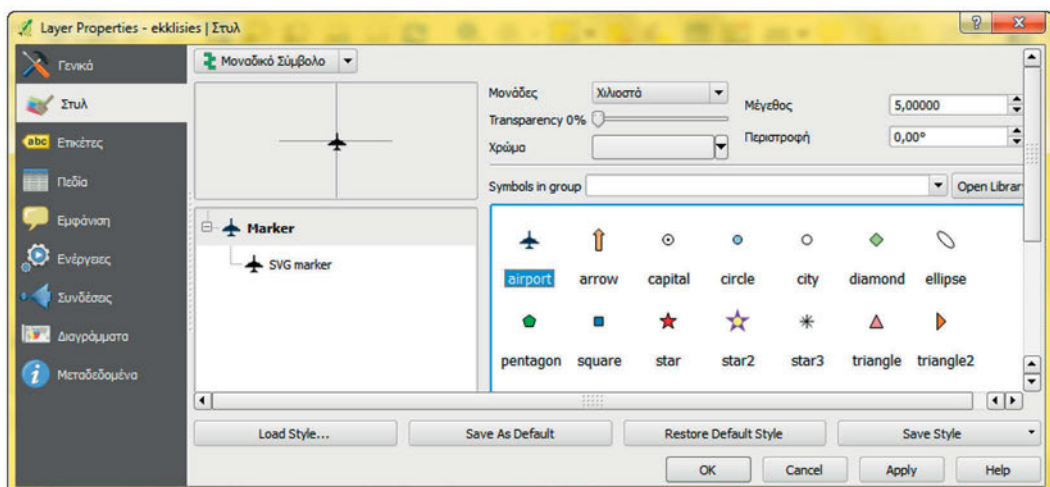 Layer Properties - ekklisies | Στυλ
Γενικά
Στυλ
abc Ετικέτες
Πεδία
Εμφάνιση
Ενέργειες
Συνδέσεις
Διαγράμματα
Μεταδεδομένα
Μοναδικό Σύμβολο
Μονάδες Χιλιοστά
Transparency 0%
Χρώμα
Μέγεθος 5,00000
Περιστροφή 0,00°
Symbols in group Open Librar
Marker
SVG marker
airport arrow capital circle city diamond ellipse
pentagon square star star2 star3 triangle triangle2
Load Style... Save As Default Restore Default Style Save Style
OK Cancel Apply Help